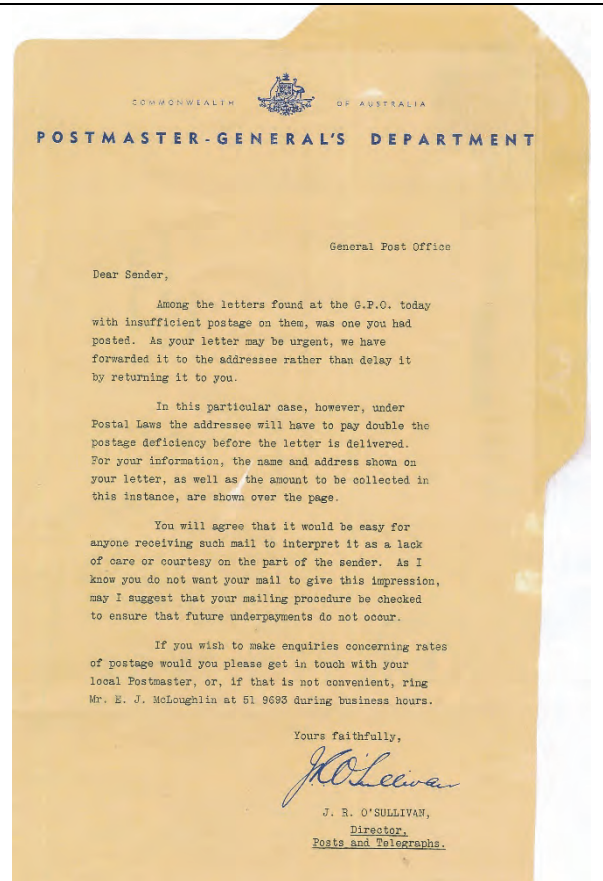 COMMONWEALTH OF AUSTRALIA
POSTMASTER-GENERAL'S DEPARTMENT
General Post Office
Dear Sender,
Among the letters found at the G.P.O. today
with insufficient postage on them, was one you had
posted. As your letter may be urgent, we have
forwarded it to the addressee rather than delay it
by returning it to you.
In this particular case, however, under
Postal Laws the addressee will have to pay double the
postage deficiency before the letter is delivered.
For your information, the name and address shown on
your letter, as well as the amount to be collected in
this instance, are shown over the page.
You will agree that it would be easy for
anyone receiving such mail to interpret it as a lack
of care or courtesy on the part of the sender. As I
know you do not want your mail to give this impression,
may I suggest that your mailing procedure be checked
to ensure that future underpayments do not occur.
If you wish to make enquiries concerning rates
of postage would you please get in touch with your
local Postmaster, or, if that is not convenient, ring
Mr. E. J. McLoughlin at 51 9693 during business hours.
Yours faithfully,
J R O'Sullivan
J. R. O'SULLIVAN,
Director,
Posts and Telegraphs.